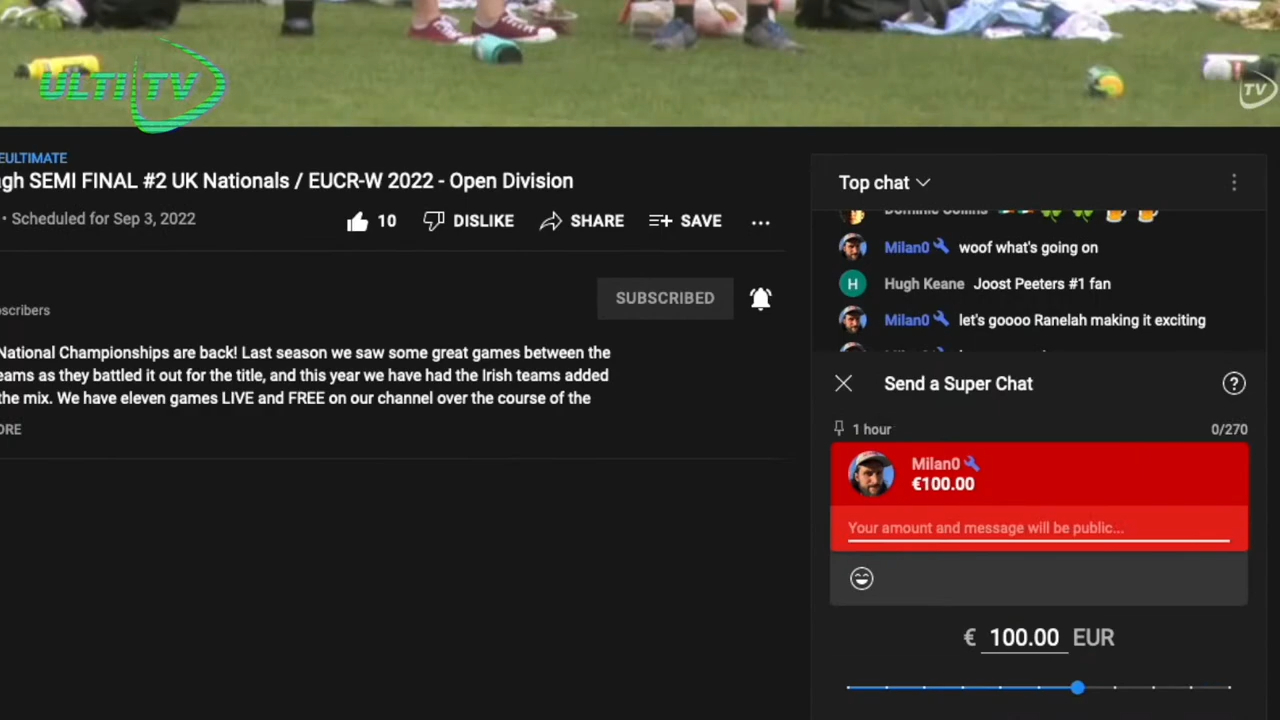 ULTI TV
TV
EULTIMATE
agh SEMI FINAL #2 UK Nationals / EUCR-W 2022 - Open Division
• Scheduled for Sep 3, 2022
10
DISLIKE
SHARE
SAVE
oscribers
SUBSCRIBED
National Championships are back! Last season we saw some great games between the
eams as they battled it out for the title, and this year we have had the Irish teams added
the mix. We have eleven games LIVE and FREE on our channel over the course of the
ORE
Top chat
Dominic Collins
Milan0 woof what's going on
H Hugh Keane Joost Peeters #1 fan
Milan0 let's goooo Ranelah making it exciting
Send a Super Chat
1 hour 0/270
Milan0
€100.00
Your amount and message will be public...
€ 100.00 EUR